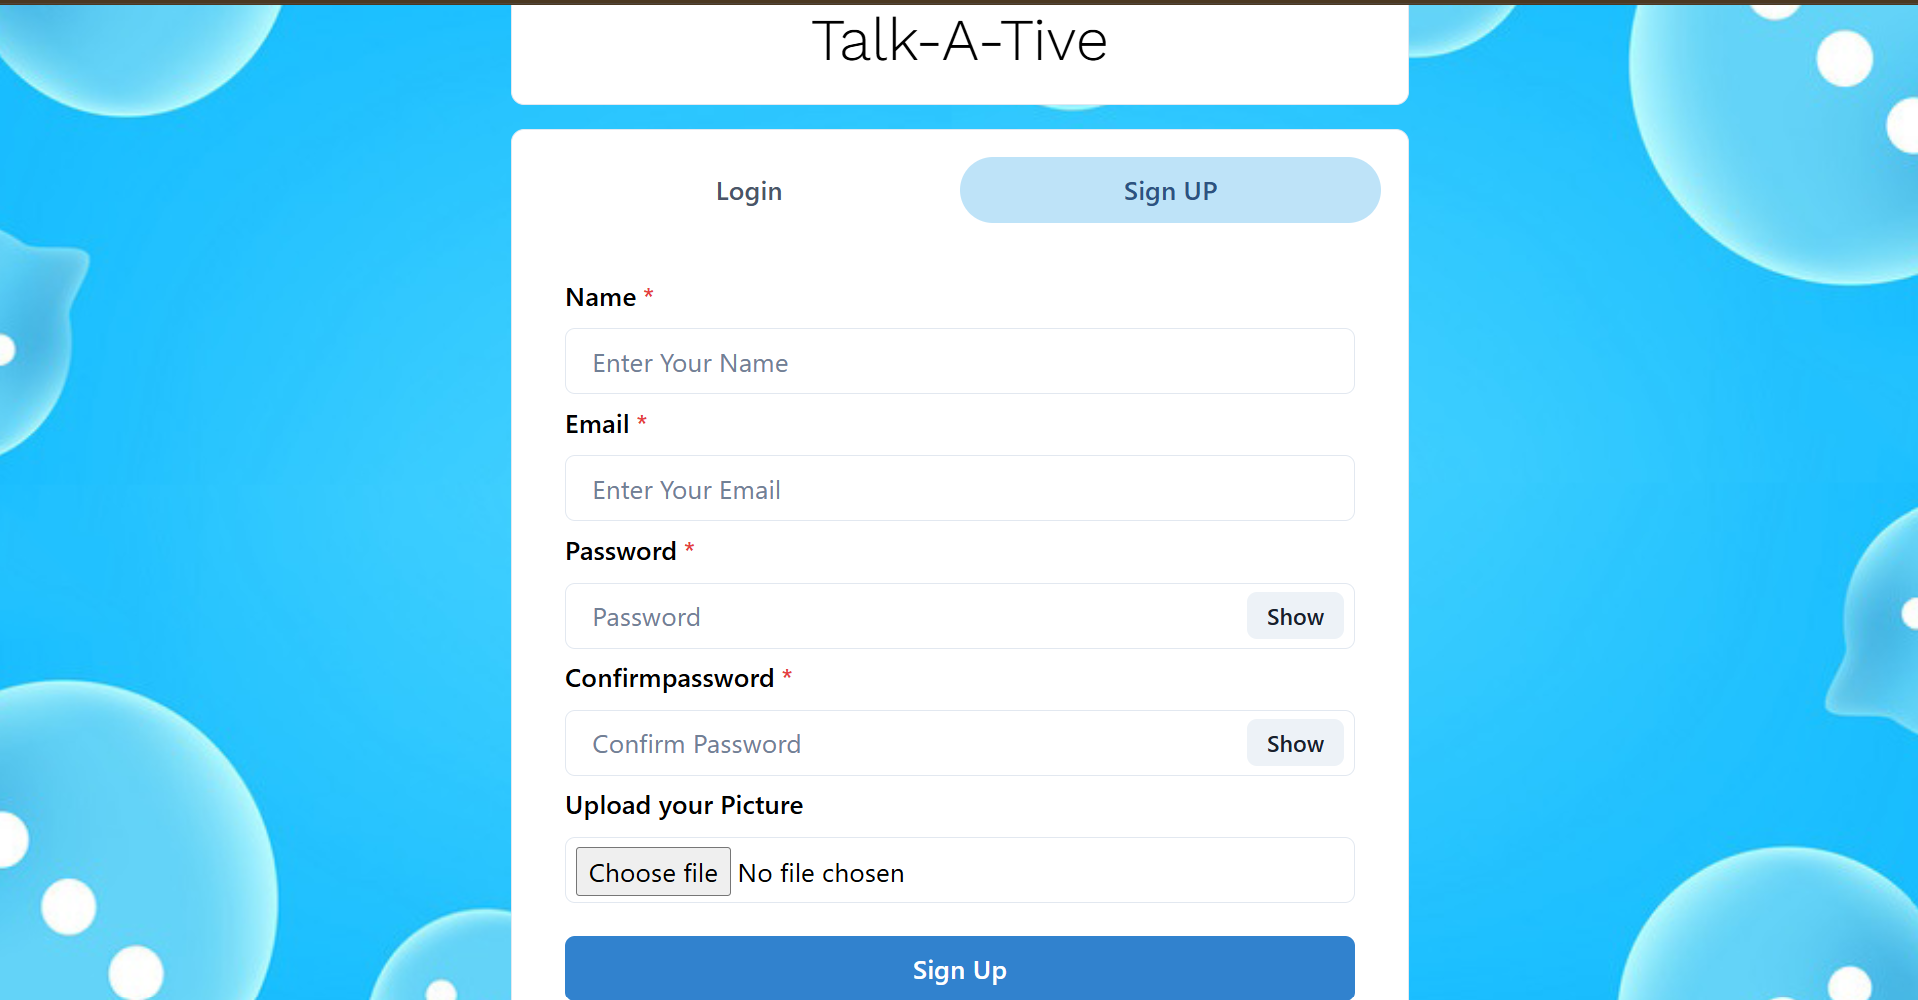 Talk-A-Tive
Login
Sign UP
Name *
Enter Your Name
Email *
Enter Your Email
Password *
Password
Show
Confirmpassword *
Confirm Password
Show
Upload your Picture
Choose file No file chosen
Sign Up